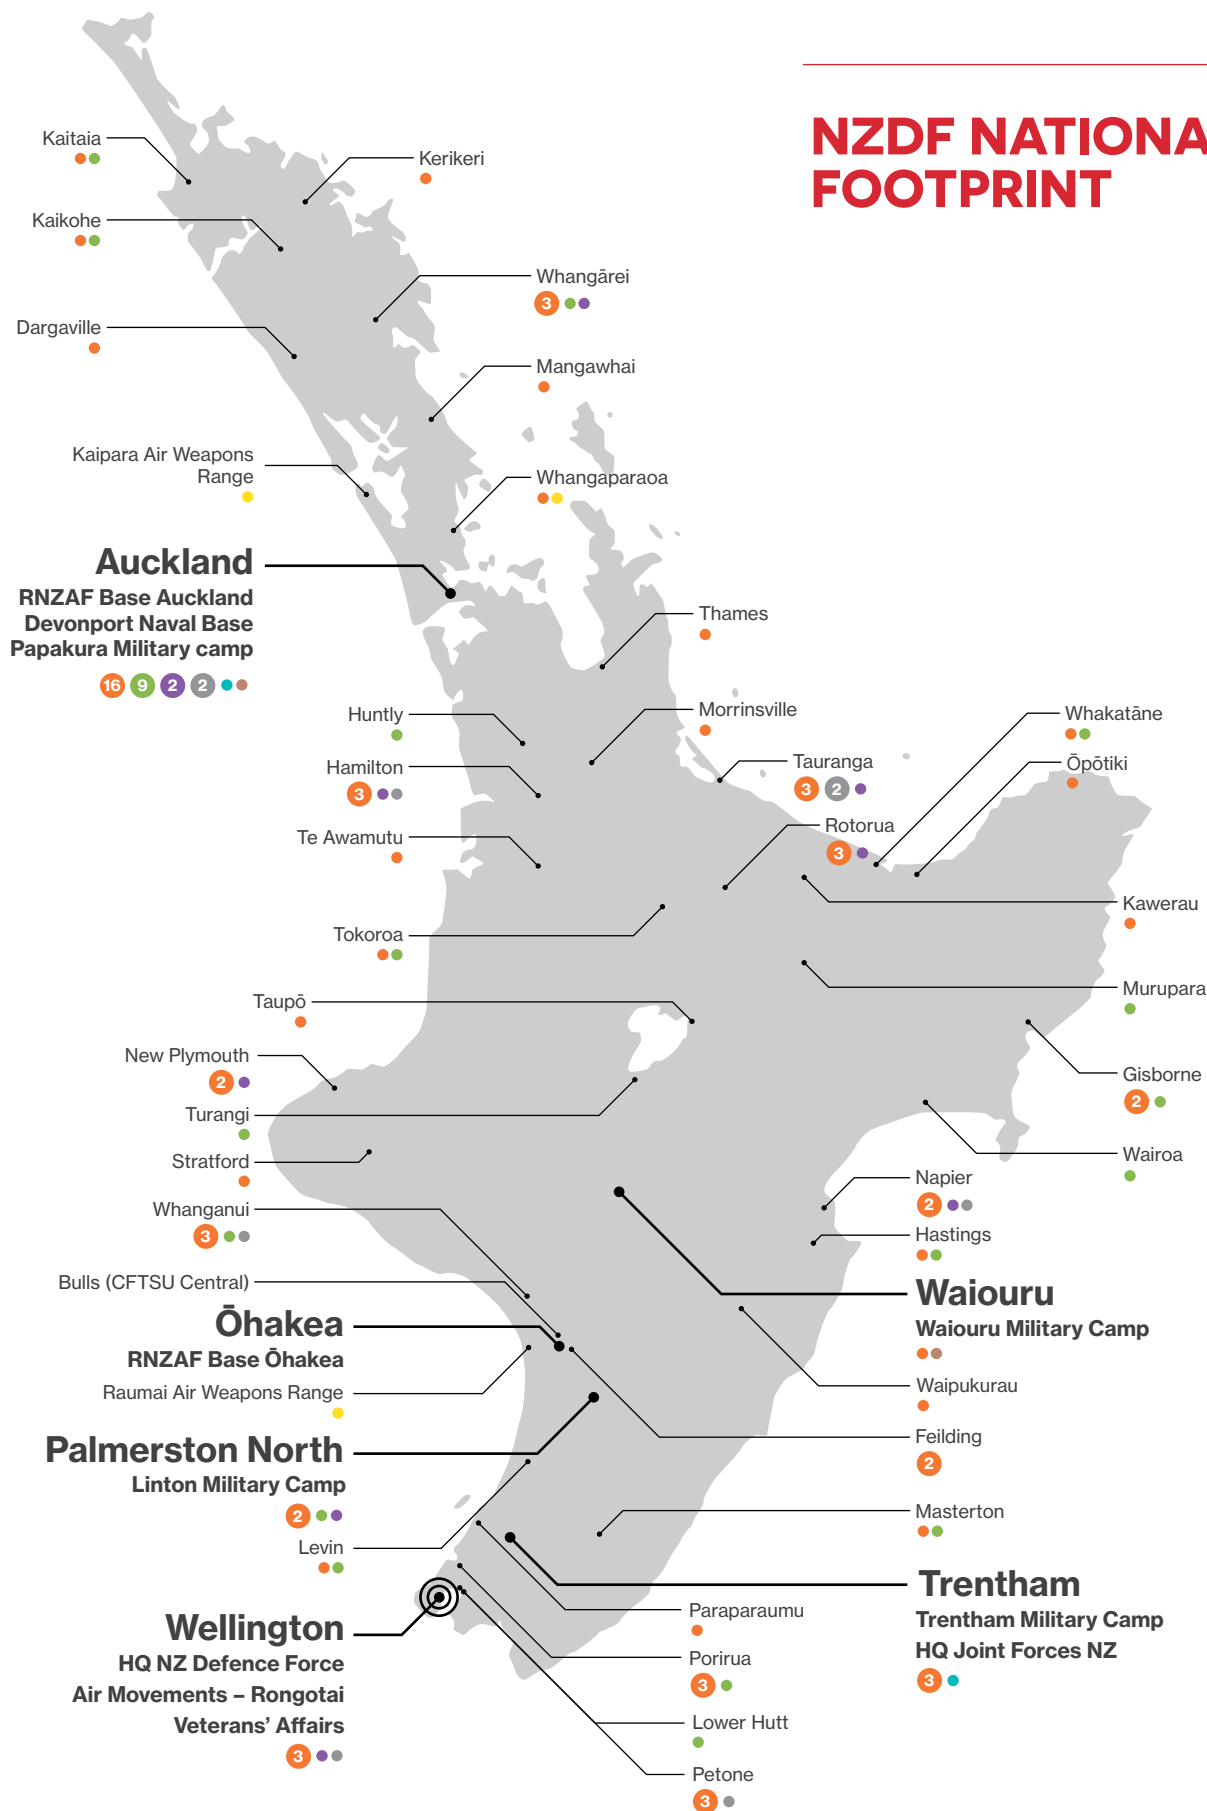 NZDF NATIONA
FOOTPRINT
Kaitaia
Kerikeri
Kaikohe
Whangārei
3
Dargaville
Mangawhai
Kaipara Air Weapons
Range
Whangaparaoa
Auckland
RNZAF Base Auckland
Devonport Naval Base
Papakura Military camp
16 9 2 2
Thames
Huntly
Morrinsville
Whakatāne
Hamilton
3
Tauranga
3 2
Ōpōtiki
Te Awamutu
Rotorua
3
Kawerau
Tokoroa
Murupara
Taupō
New Plymouth
2
Gisborne
2
Turangi
Stratford
Wairoa
Whanganui
3
Napier
2
Hastings
Bulls (CFTSU Central)
Waiouru
Waiouru Military Camp
Ōhakea
RNZAF Base Ōhakea
Raumai Air Weapons Range
Waipukurau
Palmerston North
Linton Military Camp
2
Feilding
2
Levin
Masterton
Trentham
Trentham Military Camp
HQ Joint Forces NZ
3
Wellington
HQ NZ Defence Force
Air Movements – Rongotai
Veterans’ Affairs
3
Paraparaumu
Porirua
3
Lower Hutt
Petone
3